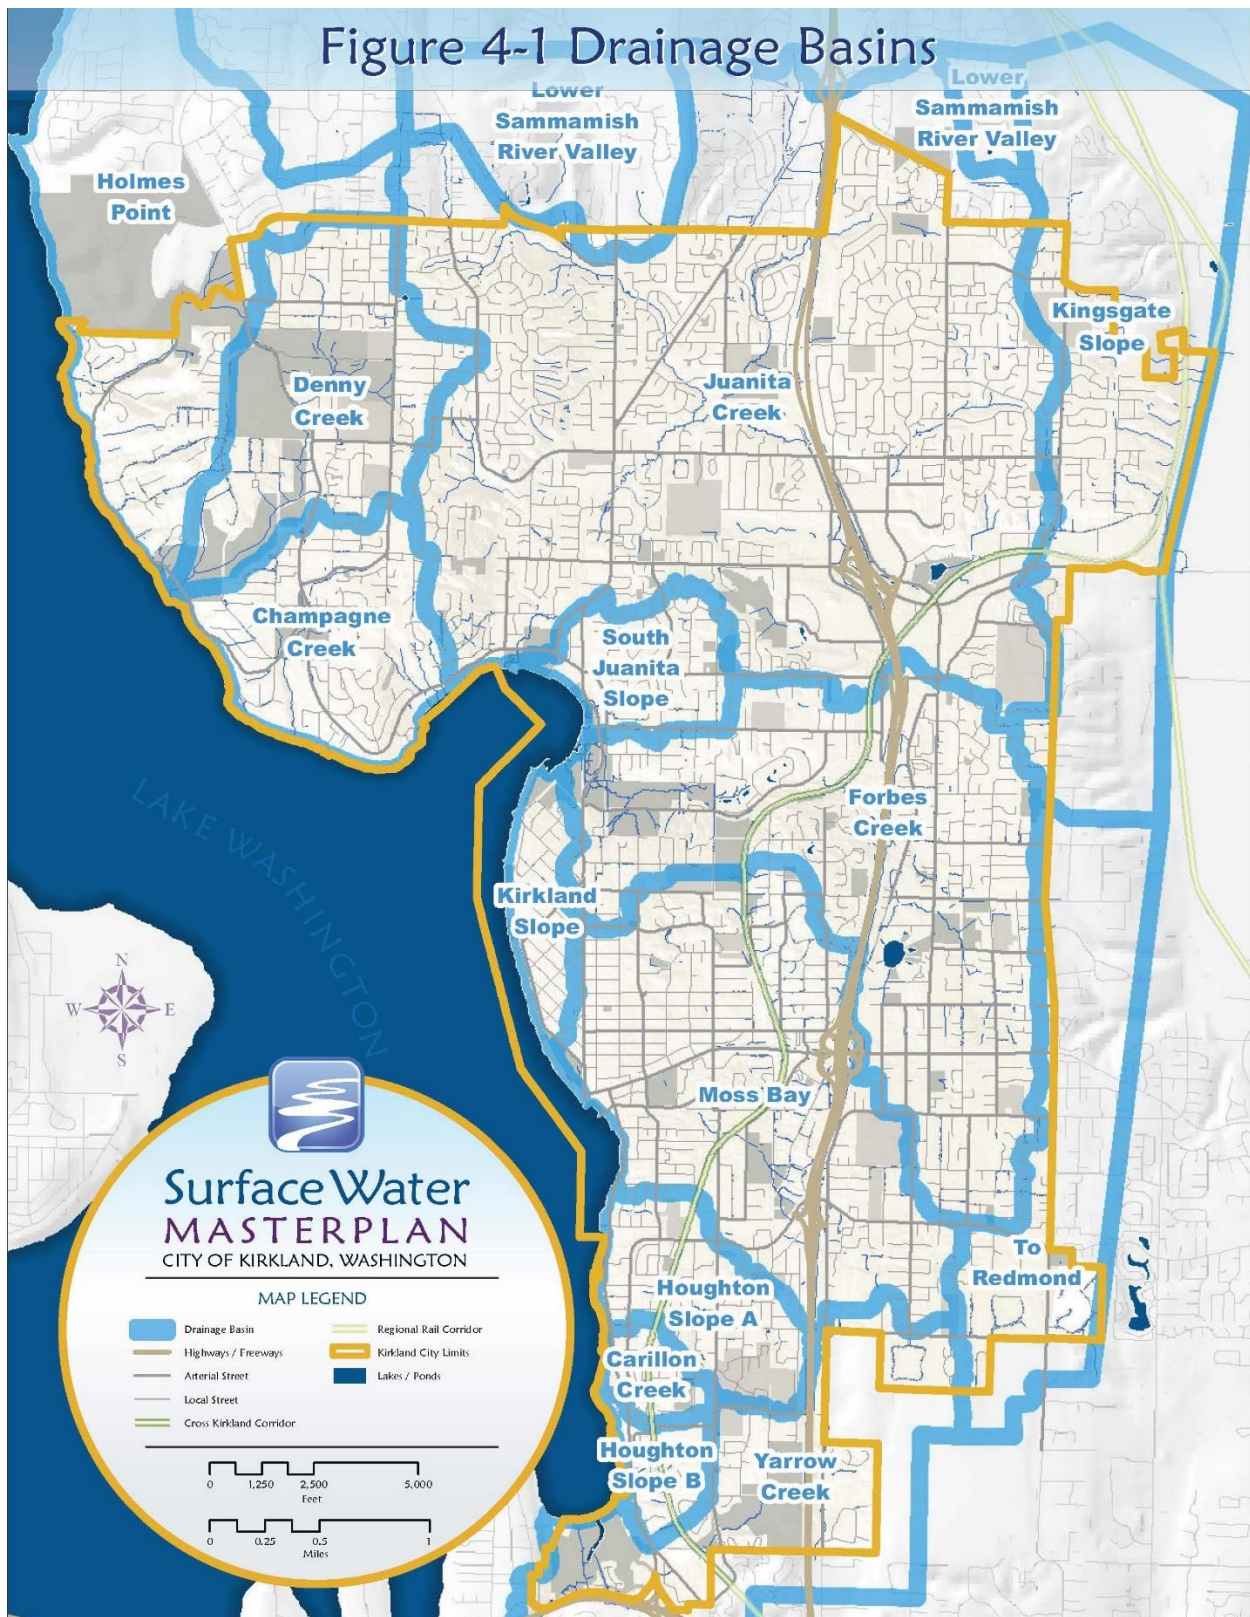 Figure 4-1 Drainage Basins
Lower
Sammamish
River Valley
Lower
Sammamish
River Valley
Holmes
Point
Kingsgate
Slope
Denny
Creek
Juanita
Creek
Champagne
Creek
South
Juanita
Slope
Forbes
Creek
LAKE WASHINGTON
Kirkland
Slope
N
W
E
S
Moss Bay
To
Redmond
Houghton
Slope A
Carillon
Creek
Houghton
Slope B
Yarrow
Creek
Surface Water
MASTERPLAN
CITY OF KIRKLAND, WASHINGTON
MAP LEGEND
Drainage Basin
Highways / Freeways
Arterial Street
Local Street
Cross Kirkland Corridor
Regional Rail Corridor
Kirkland City Limits
Lakes / Ponds
0 1,250 2,500 5,000
Feet
0 0.25 0.5 1
Miles